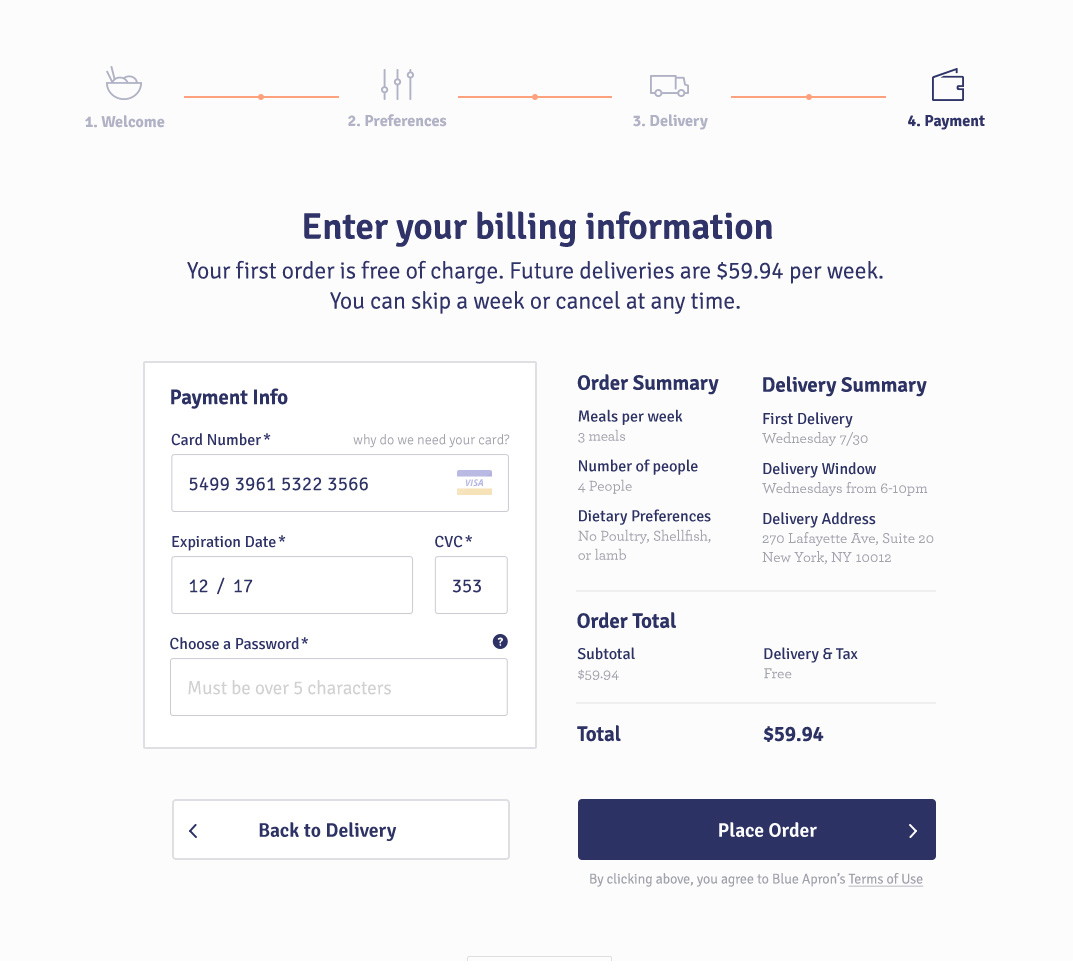 1. Welcome
2. Preferences
3. Delivery
4. Payment
Enter your billing information
Your first order is free of charge. Future deliveries are $59.94 per week.
You can skip a week or cancel at any time.
Payment Info
Card Number*
why do we need your card?
5499 3961 5322 3566
VISA
Expiration Date*
CVC*
12 / 17
353
Choose a Password*
?
Must be over 5 characters
Order Summary
Meals per week
3 meals
Number of people
4 People
Dietary Preferences
No Poultry, Shellfish,
or lamb
Delivery Summary
First Delivery
Wednesday 7/30
Delivery Window
Wednesdays from 6-10pm
Delivery Address
270 Lafayette Ave, Suite 20
New York, NY 10012
Order Total
Subtotal
$59.94
Delivery & Tax
Free
Total
$59.94
Back to Delivery
Place Order
By clicking above, you agree to Blue Apron's Terms of Use